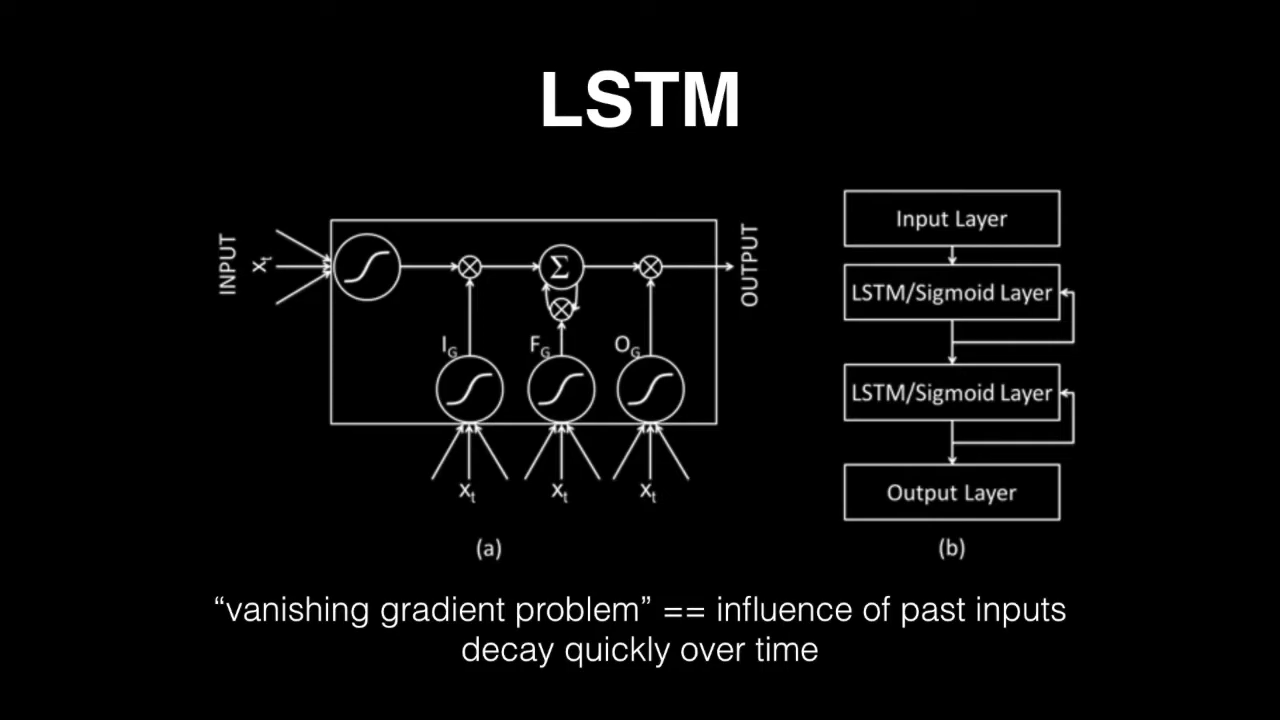 LSTM
INPUT
xt
IG
FG
OG
Σ
OUTPUT
xt
xt
xt
(a)
Input Layer
LSTM/Sigmoid Layer
LSTM/Sigmoid Layer
Output Layer
(b)
“vanishing gradient problem” == influence of past inputs
decay quickly over time